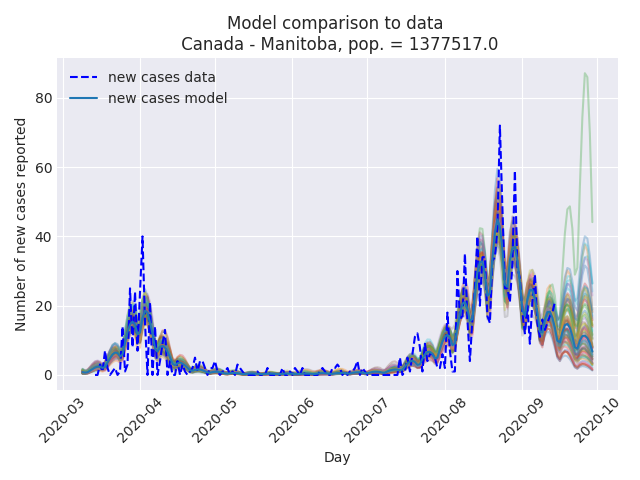 Model comparison to data
Canada - Manitoba, pop. = 1377517.0
new cases data
new cases model
Number of new cases reported
80
60
40
20
0
2020-03
2020-04
2020-05
2020-06
2020-07
2020-08
2020-09
2020-10
Day